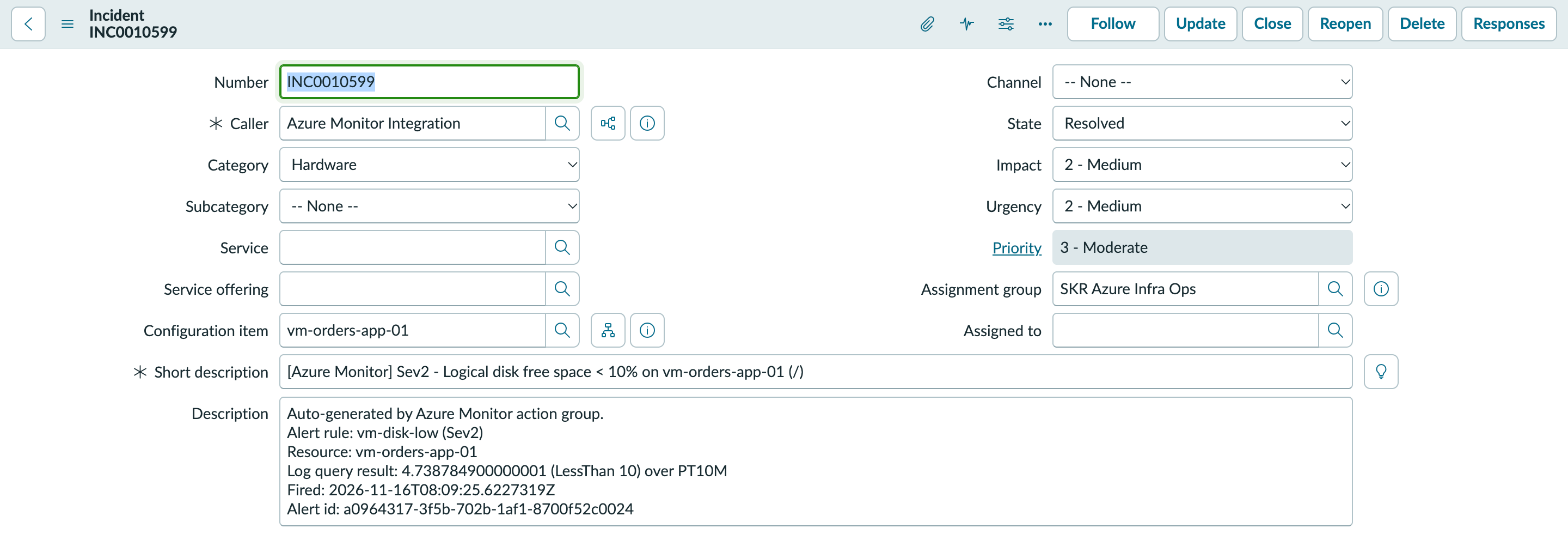 Incident
INC0010599
Follow
Update
Close
Reopen
Delete
Responses
Number
INC0010599
Channel
-- None --
Caller
Azure Monitor Integration
State
Resolved
Category
Hardware
Impact
2 - Medium
Subcategory
-- None --
Urgency
2 - Medium
Service
Priority
3 - Moderate
Service offering
Assignment group
SKR Azure Infra Ops
Configuration item
vm-orders-app-01
Assigned to
Short description
[Azure Monitor] Sev2 - Logical disk free space < 10% on vm-orders-app-01 (/)
Description
Auto-generated by Azure Monitor action group.
Alert rule: vm-disk-low (Sev2)
Resource: vm-orders-app-01
Log query result: 4.738784900000001 (LessThan 10) over PT10M
Fired: 2026-11-16T08:09:25.6227319Z
Alert id: a0964317-3f5b-702b-1af1-8700f52c0024